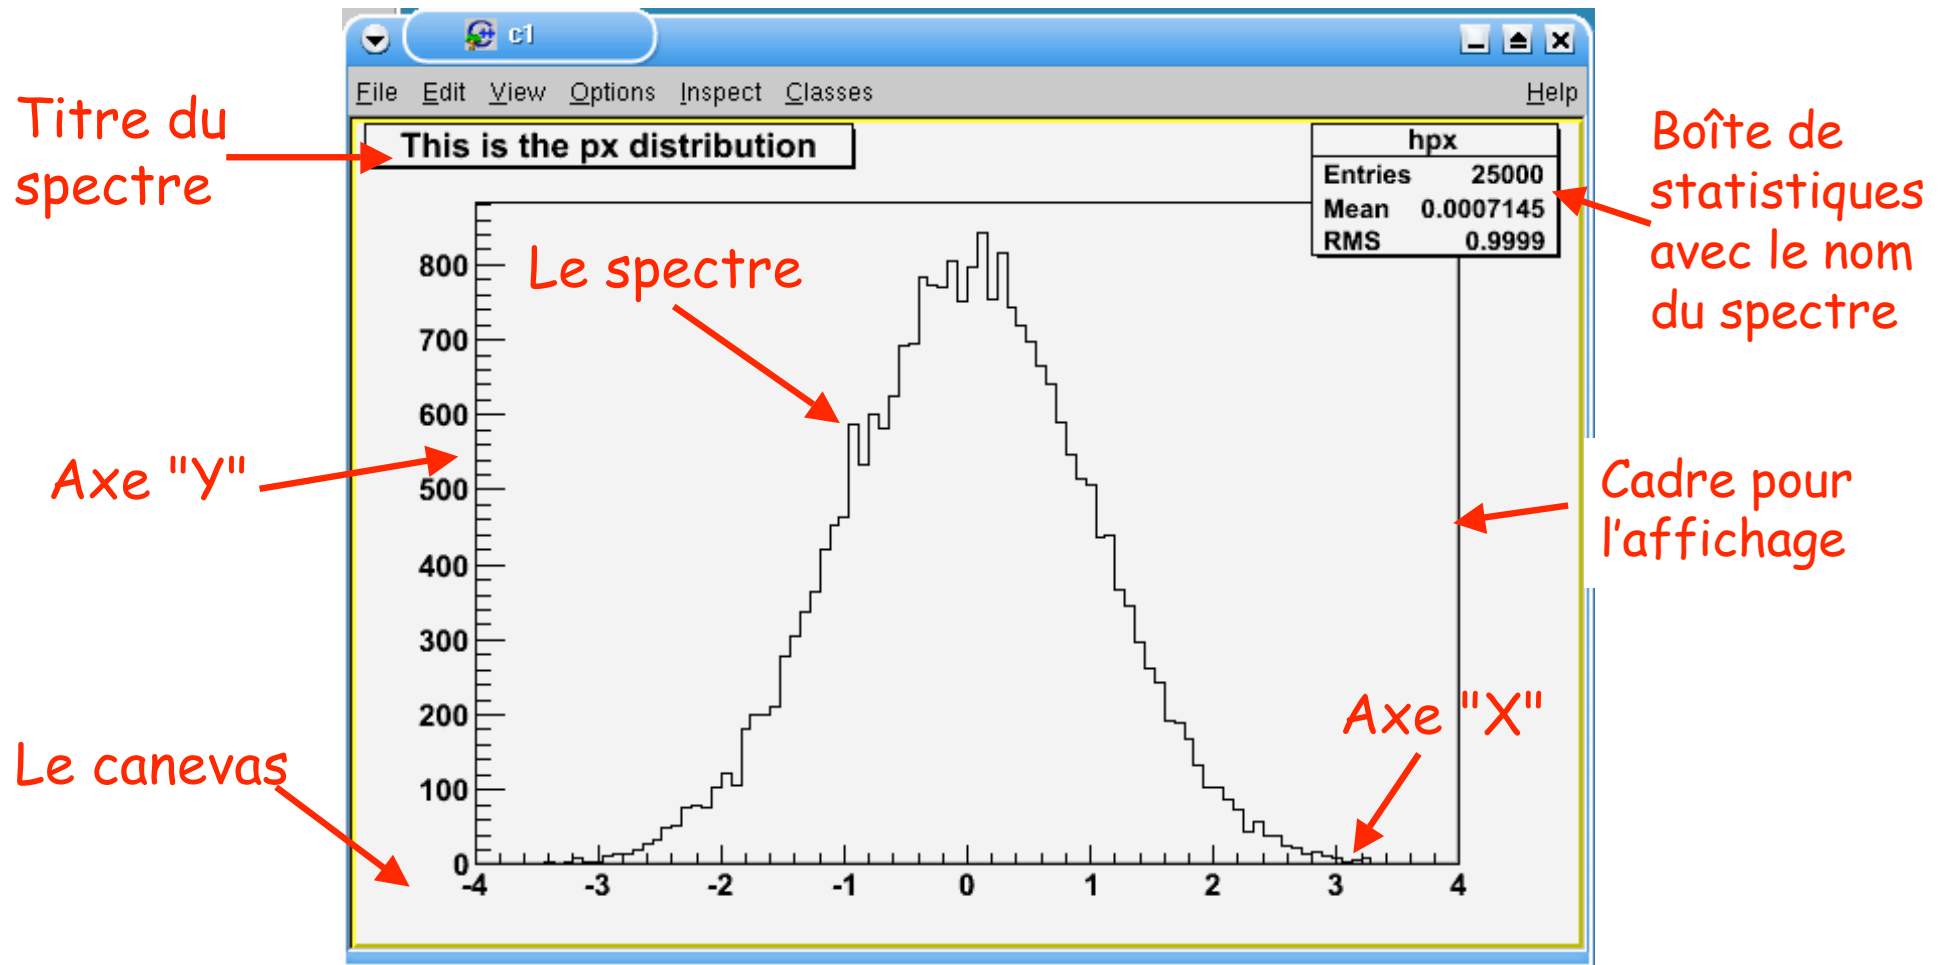 c1
File Edit View Options Inspect Classes Help
Titre du
spectre
This is the px distribution
hpx
Entries 25000
Mean 0.0007145
RMS 0.9999
Boîte de
statistiques
avec le nom
du spectre
Le spectre
Axe "Y"
Cadre pour
l'affichage
Axe "X"
Le canevas
800
700
600
500
400
300
200
100
0
-4 -3 -2 -1 0 1 2 3 4